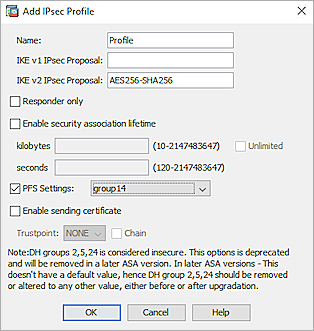 Add IPsec Profile
Name: Profile
IKE v1 IPsec Proposal:
IKE v2 IPsec Proposal: AES256-SHA256
Responder only
Enable security association lifetime
kilobytes (10-2147483647) Unlimited
seconds (120-2147483647)
PFS Settings: group14
Enable sending certificate
Trustpoint: NONE Chain
Note:DH groups 2,5,24 is considered insecure. This options is deprecated
and will be removed in a later ASA version. In later ASA versions - This
doesn't have a default value, hence DH group 2,5,24 should be removed
or altered to any other value, either before or after upgradation.
OK Cancel Help